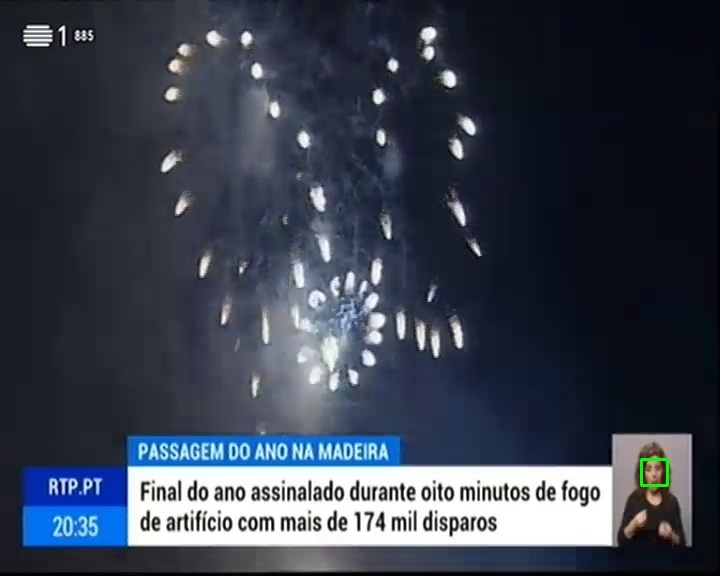 1 885
PASSAGEM DO ANO NA MADEIRA
RTP.PT
Final do ano assinalado durante oito minutos de fogo
20:35
de artifício com mais de 174 mil disparos